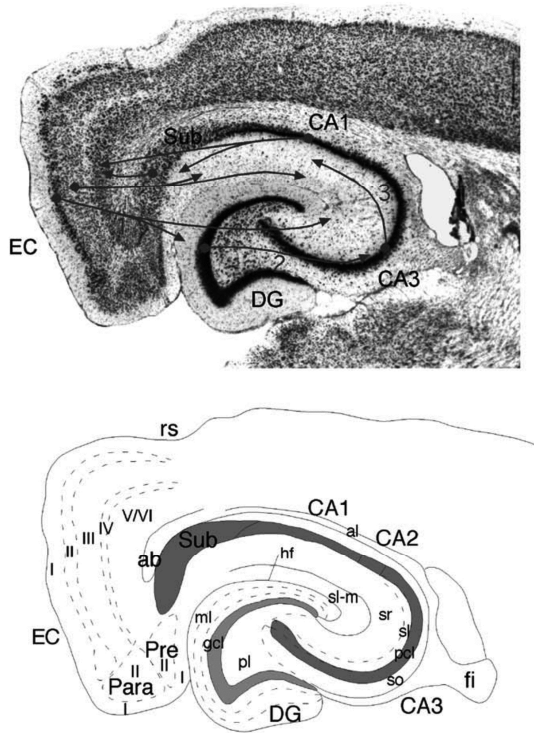 CA1
Sub
3
EC
2
CA3
DG
rs
CA1
al
CA2
V/VI
IV
III
II
I
ab
Sub
hf
sl-m
ml
sr
gcl
sl
EC
Pre
pcl
II
II
pl
so
Para
I
fi
I
DG
CA3